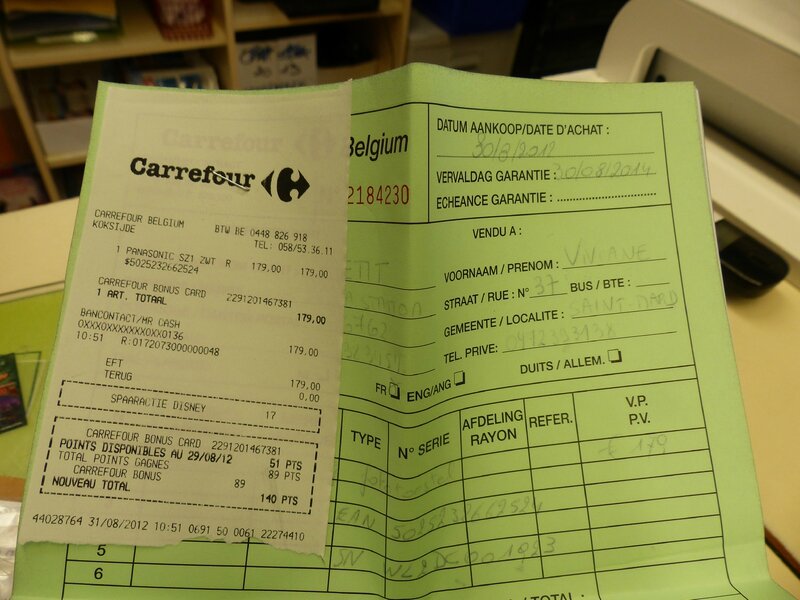 Carrefour
CARREFOUR BELGIUM BTW BE 0448 826 918
KOKSIJDE TEL: 058/53.36.11
1 PANASONIC SZ1 ZWT R 179,00 179,00
$5025232662524
CARREFOUR BONUS CARD 2291201467381
1 ART. TOTAAL 179,00
BANCONTACT/MR CASH
0XXX0XXXXXXXX0XX0136 179,00
10:51 R:0172073000000048
EFT 179,00
TERUG 0,00
SPAARACTIE DISNEY 17
CARREFOUR BONUS CARD 2291201467381
POINTS DISPONIBLES AU 29/08/12 51 PTS
TOTAL POINTS GAGNES 89 PTS
CARREFOUR BONUS 89
NOUVEAU TOTAL 140 PTS
44028764 31/08/2012 10:51 0691 50 0061 22274410
Belgium
2184230
DATUM AANKOOP/DATE D'ACHAT :
30/8/2012
VERVALDAG GARANTIE : 30/08/2014
ECHEANCE GARANTIE :
VENDU A :
VOORNAAM / PRENOM : VIVIANE
STRAAT / RUE : N° 37 BUS / BTE :
GEMEENTE / LOCALITE : SAINT MARD
TEL. PRIVE:
FR ENG/ANG DUITS / ALLEM.
TYPE N° SERIE AFDELING RAYON REFER. V.P. P.V.
€ 179
EAN 5025232662524
5 SN
6
/ TOTAL :